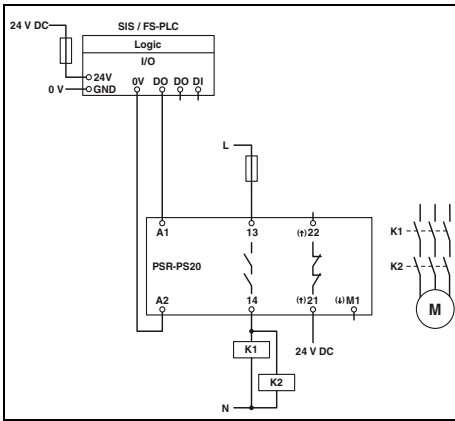 24 V DC
SIS / FS-PLC
Logic
I/O
24V
0 V
GND
0V DO DO DI
L
A1 13 (↑)22
PSR-PS20
A2 14 (↑)21 (↓)M1
K1
K2
M
K1
24 V DC
K2
N